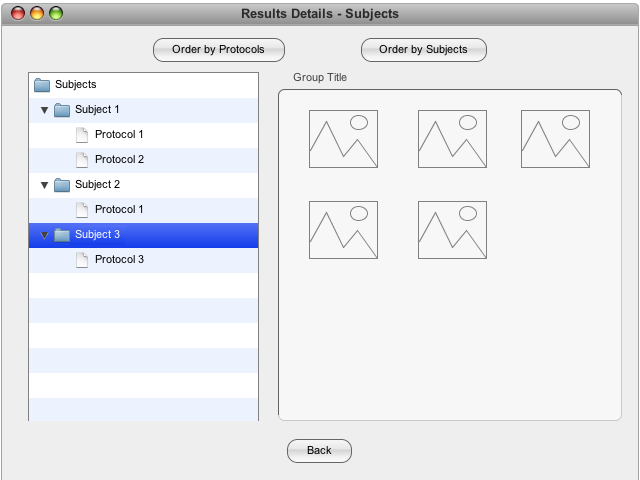 Results Details - Subjects
Order by Protocols
Order by Subjects
Subjects
Subject 1
Protocol 1
Protocol 2
Subject 2
Protocol 1
Subject 3
Protocol 3
Group Title
Back